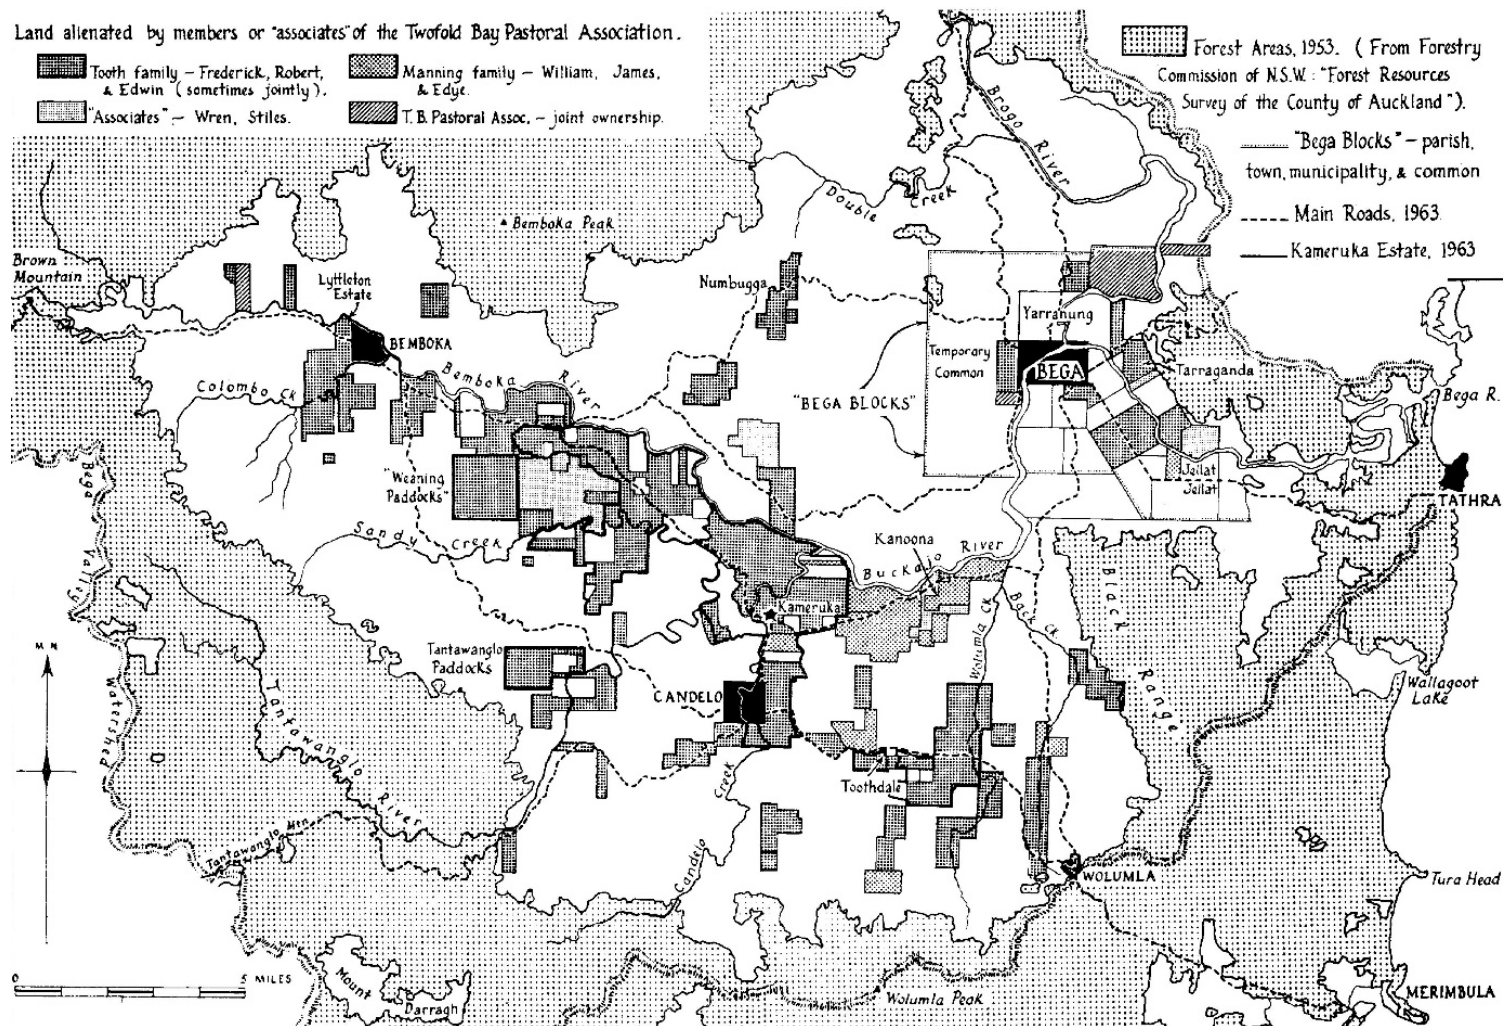 Land alienated by members or "associates" of the Twofold Bay Pastoral Association.
Tooth family – Frederick, Robert,
& Edwin (sometimes jointly).
"Associates" – Wren, Stiles.
Manning family – William, James,
& Edye.
T.B. Pastoral Assoc, – joint ownership.
Forest Areas, 1953. (From Forestry
Commission of N.S.W.: "Forest Resources
Survey of the County of Auckland").
"Bega Blocks" – parish,
town, municipality, & common
Main Roads, 1963
Kameruka Estate, 1963
Brogo River
Double Creek
Bemboka Peak
Brown
Mountain
Lyttleton
Estate
Numbugga
BEMBOKA
Bemboka River
Colombo Ck
Yarranung
Temporary
Common
BEGA
Tarraganda
"BEGA BLOCKS"
Bega R.
Jellat
Jellat
TATHRA
"Weaning
Paddocks"
Sandy Creek
Bega Valley Watershed
Kanoona
Buckajo River
Kameruka
Wolumla Ck
Back Ck
Black Range
Tantawanglo
Paddocks
CANDELO
Wallagoot
Lake
M N
Tantawanglo River
Toothdale
Candelo Creek
Tantawanglo Mtn.
WOLUMLA
Tura Head
0 5 MILES
Mount
Darragh
Wolumla Peak
MERIMBULA